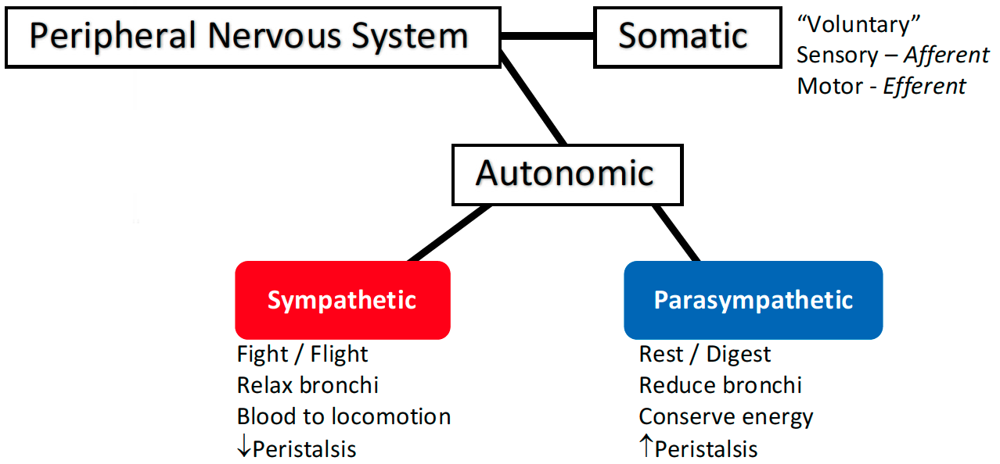 Peripheral Nervous System
Somatic
“Voluntary”
Sensory – Afferent
Motor - Efferent
Autonomic
Sympathetic
Fight / Flight
Relax bronchi
Blood to locomotion
↓Peristalsis
Parasympathetic
Rest / Digest
Reduce bronchi
Conserve energy
↑Peristalsis